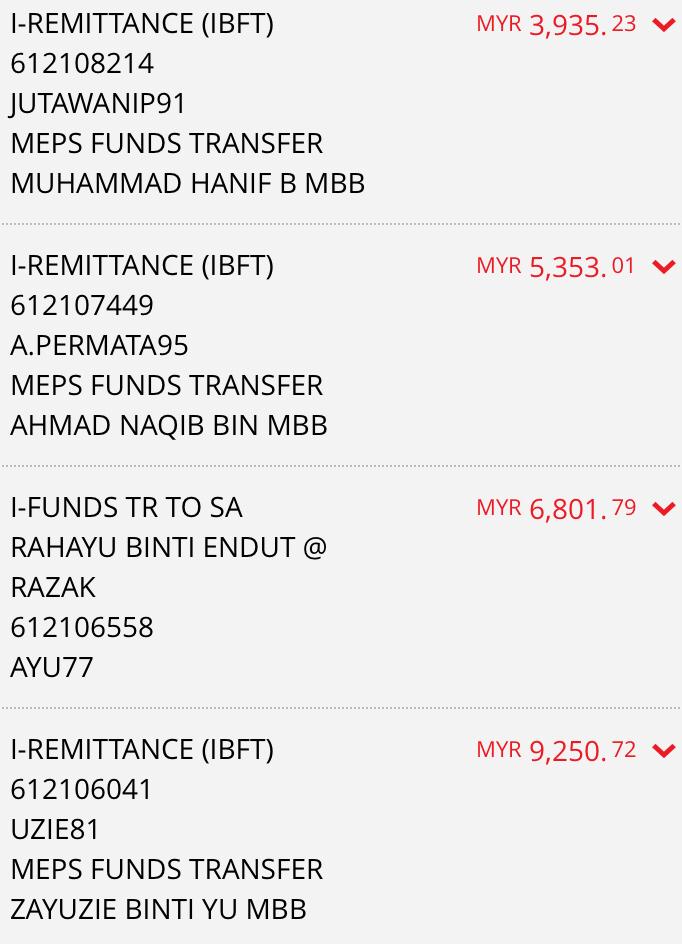 I-REMITTANCE (IBFT) MYR 3,935.23
612108214
JUTAWANIP91
MEPS FUNDS TRANSFER
MUHAMMAD HANIF B MBB
I-REMITTANCE (IBFT) MYR 5,353.01
612107449
A.PERMATA95
MEPS FUNDS TRANSFER
AHMAD NAQIB BIN MBB
I-FUNDS TR TO SA MYR 6,801.79
RAHAYU BINTI ENDUT @
RAZAK
612106558
AYU77
I-REMITTANCE (IBFT) MYR 9,250.72
612106041
UZIE81
MEPS FUNDS TRANSFER
ZAYUZIE BINTI YU MBB